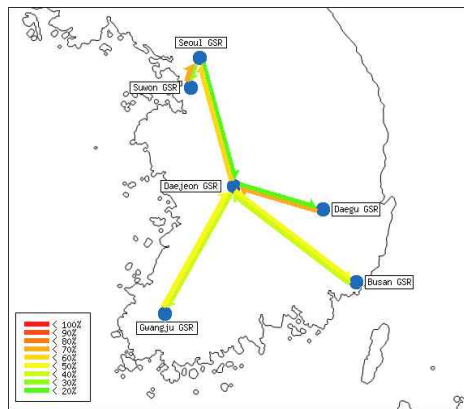 Seoul GSR
Suwon GSR
Daejeon GSR
Daegu GSR
Busan GSR
Gwangju GSR
< 100%
< 90%
< 80%
< 70%
< 60%
< 50%
< 40%
< 30%
< 20%